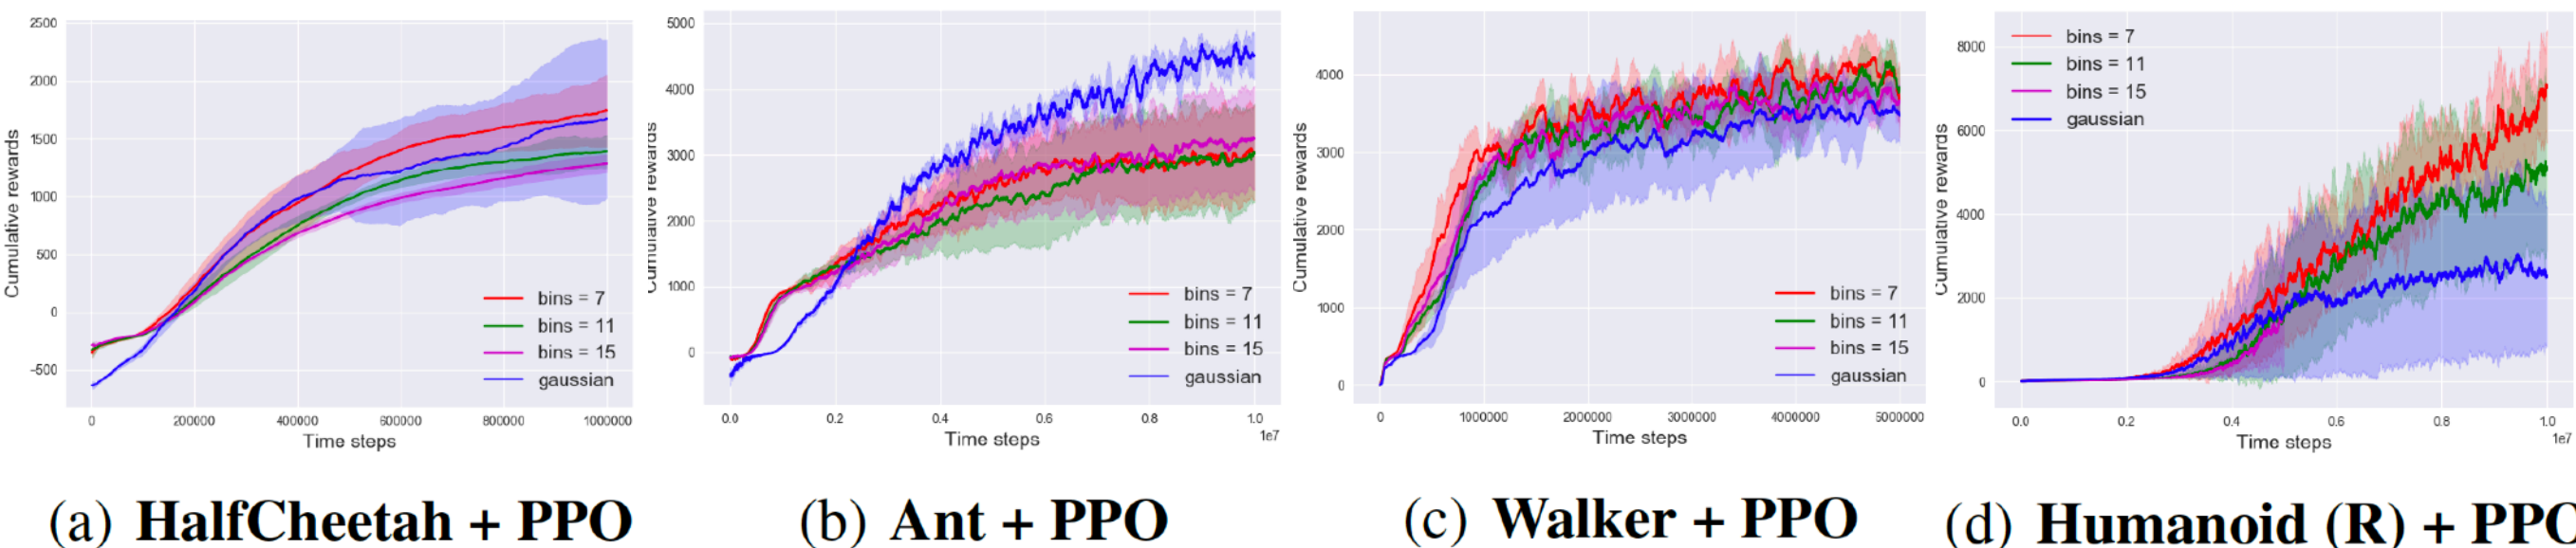 2500
2000
1500
1000
500
0
−500
Cumulative rewards
bins = 7
bins = 11
bins = 15
gaussian
0 200000 400000 600000 800000 1000000
Time steps
(a) HalfCheetah + PPO
5000
4000
3000
2000
1000
0
Cumulative rewards
bins = 7
bins = 11
bins = 15
gaussian
0.0 0.2 0.4 0.6 0.8 1.0
1e7
Time steps
(b) Ant + PPO
4000
3000
2000
1000
0
Cumulative rewards
bins = 7
bins = 11
bins = 15
gaussian
0 1000000 2000000 3000000 4000000 5000000
Time steps
(c) Walker + PPO
8000
6000
4000
2000
0
Cumulative rewards
bins = 7
bins = 11
bins = 15
gaussian
0.0 0.2 0.4 0.6 0.8 1.0
1e7
Time steps
(d) Humanoid (R) + PPO